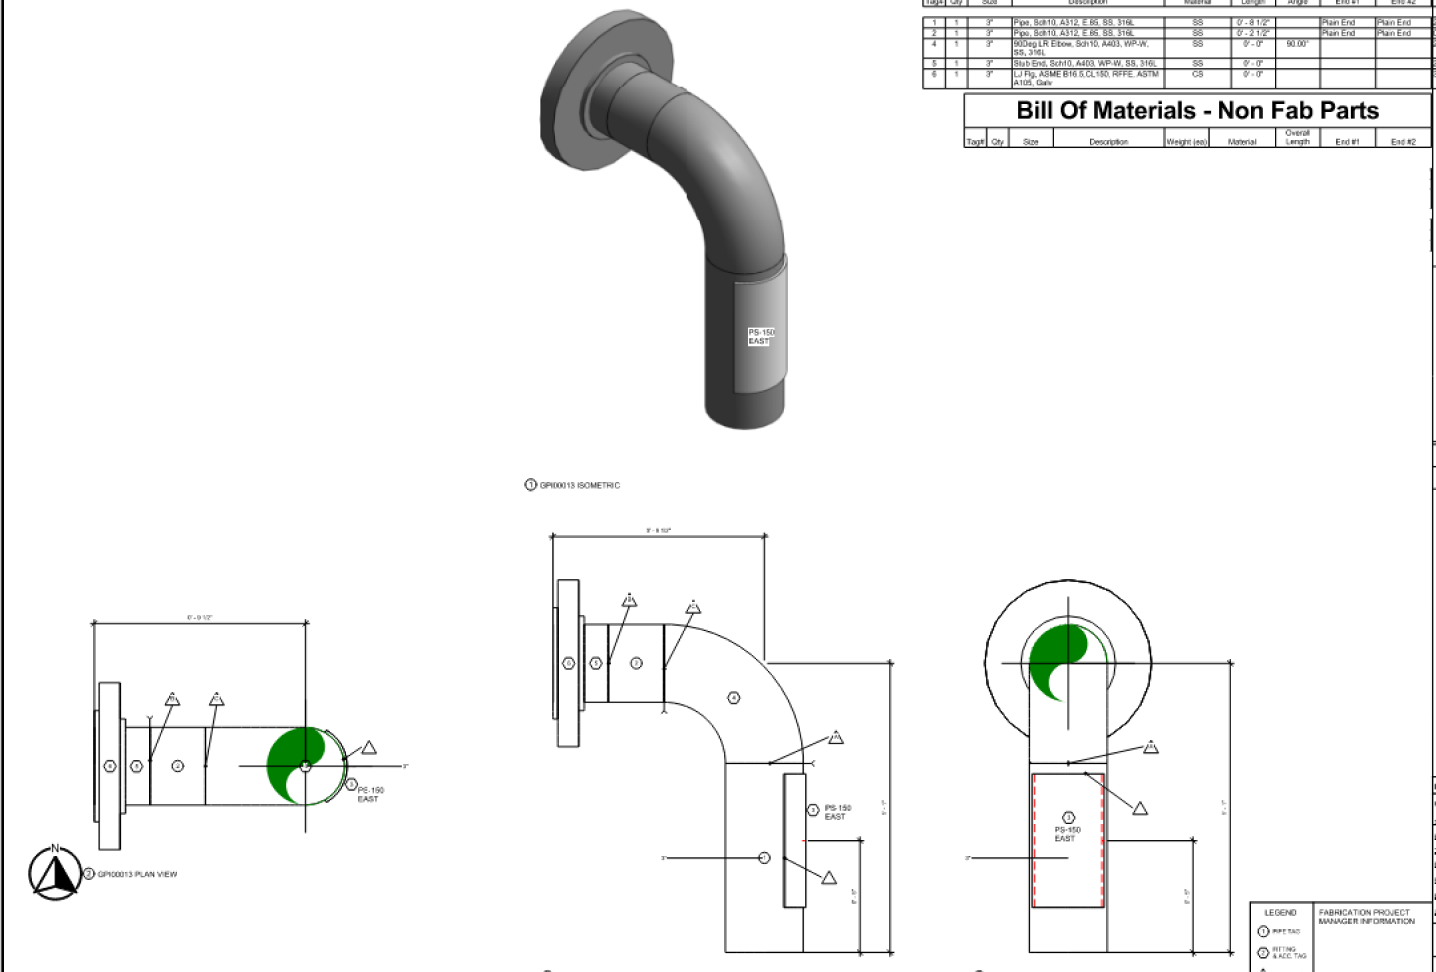 Tag# Qty Size Description Material Length Angle End #1 End #2
1 1 3" Pipe, Sch10, A312, E.85, SS, 316L SS 0' - 8 1/2" Plain End Plain End
2 1 3" Pipe, Sch10, A312, E.85, SS, 316L SS 0' - 2 1/2" Plain End Plain End
4 1 3" 90Deg LR Elbow, Sch10, A403, WP-W, SS 0' - 0" 90.00°
SS, 316L
5 1 3" Stub End, Sch10, A403, WP-W, SS, 316L SS 0' - 0"
6 1 3" LJ Flg, ASME B16.5,CL150, RFFE, ASTM CS 0' - 0"
A105, Galv
Bill Of Materials - Non Fab Parts
Overall
Tag# Qty Size Description Weight (ea) Material Length End #1 End #2
PS-150
EAST
1 GPI00013 ISOMETRIC
0' - 9 1/2"
B C
6 5 2
3"
3 PS-150
EAST
N
2 GPI00013 PLAN VIEW
B C
6 5 2
4
A
3 PS-150
EAST
3" 1
A
3
PS-150
EAST
3"
LEGEND
1 PIPE TAG
2 FITTING
& ACC. TAG
FABRICATION PROJECT
MANAGER INFORMATION